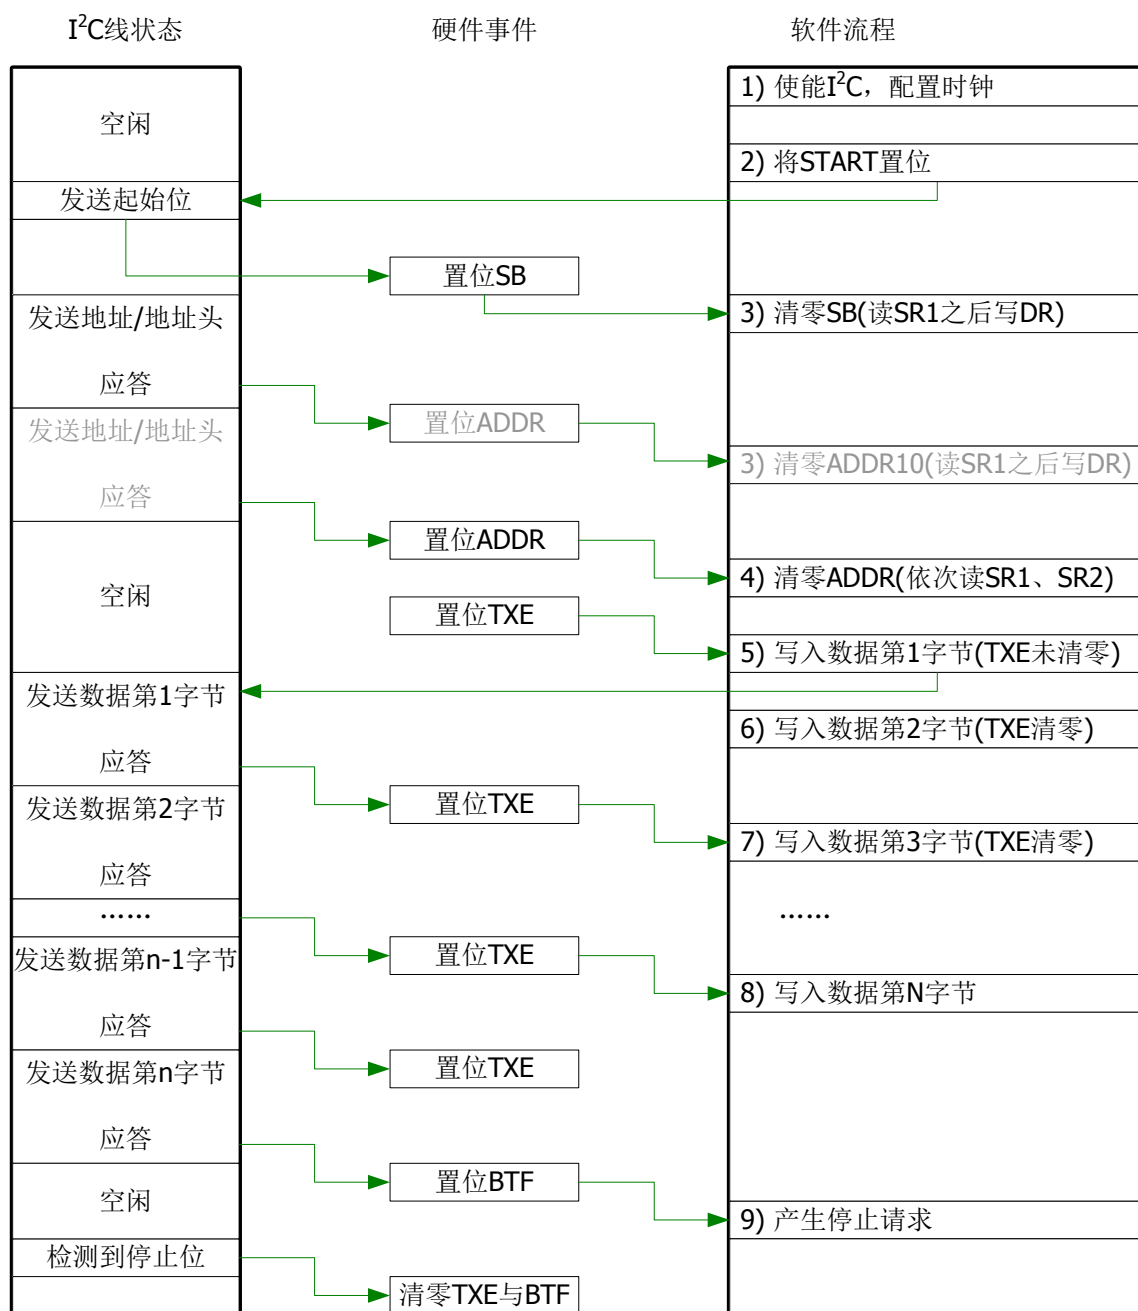 I²C线状态
硬件事件
软件流程
1) 使能I²C，配置时钟
空闲
2) 将START置位
发送起始位
置位SB
发送地址/地址头
3) 清零SB(读SR1之后写DR)
应答
发送地址/地址头
置位ADDR
3) 清零ADDR10(读SR1之后写DR)
应答
置位ADDR
4) 清零ADDR(依次读SR1、SR2)
空闲
置位TXE
5) 写入数据第1字节(TXE未清零)
发送数据第1字节
6) 写入数据第2字节(TXE清零)
应答
发送数据第2字节
置位TXE
7) 写入数据第3字节(TXE清零)
应答
……
……
发送数据第n-1字节
置位TXE
8) 写入数据第N字节
应答
发送数据第n字节
置位TXE
应答
置位BTF
空闲
9) 产生停止请求
检测到停止位
清零TXE与BTF